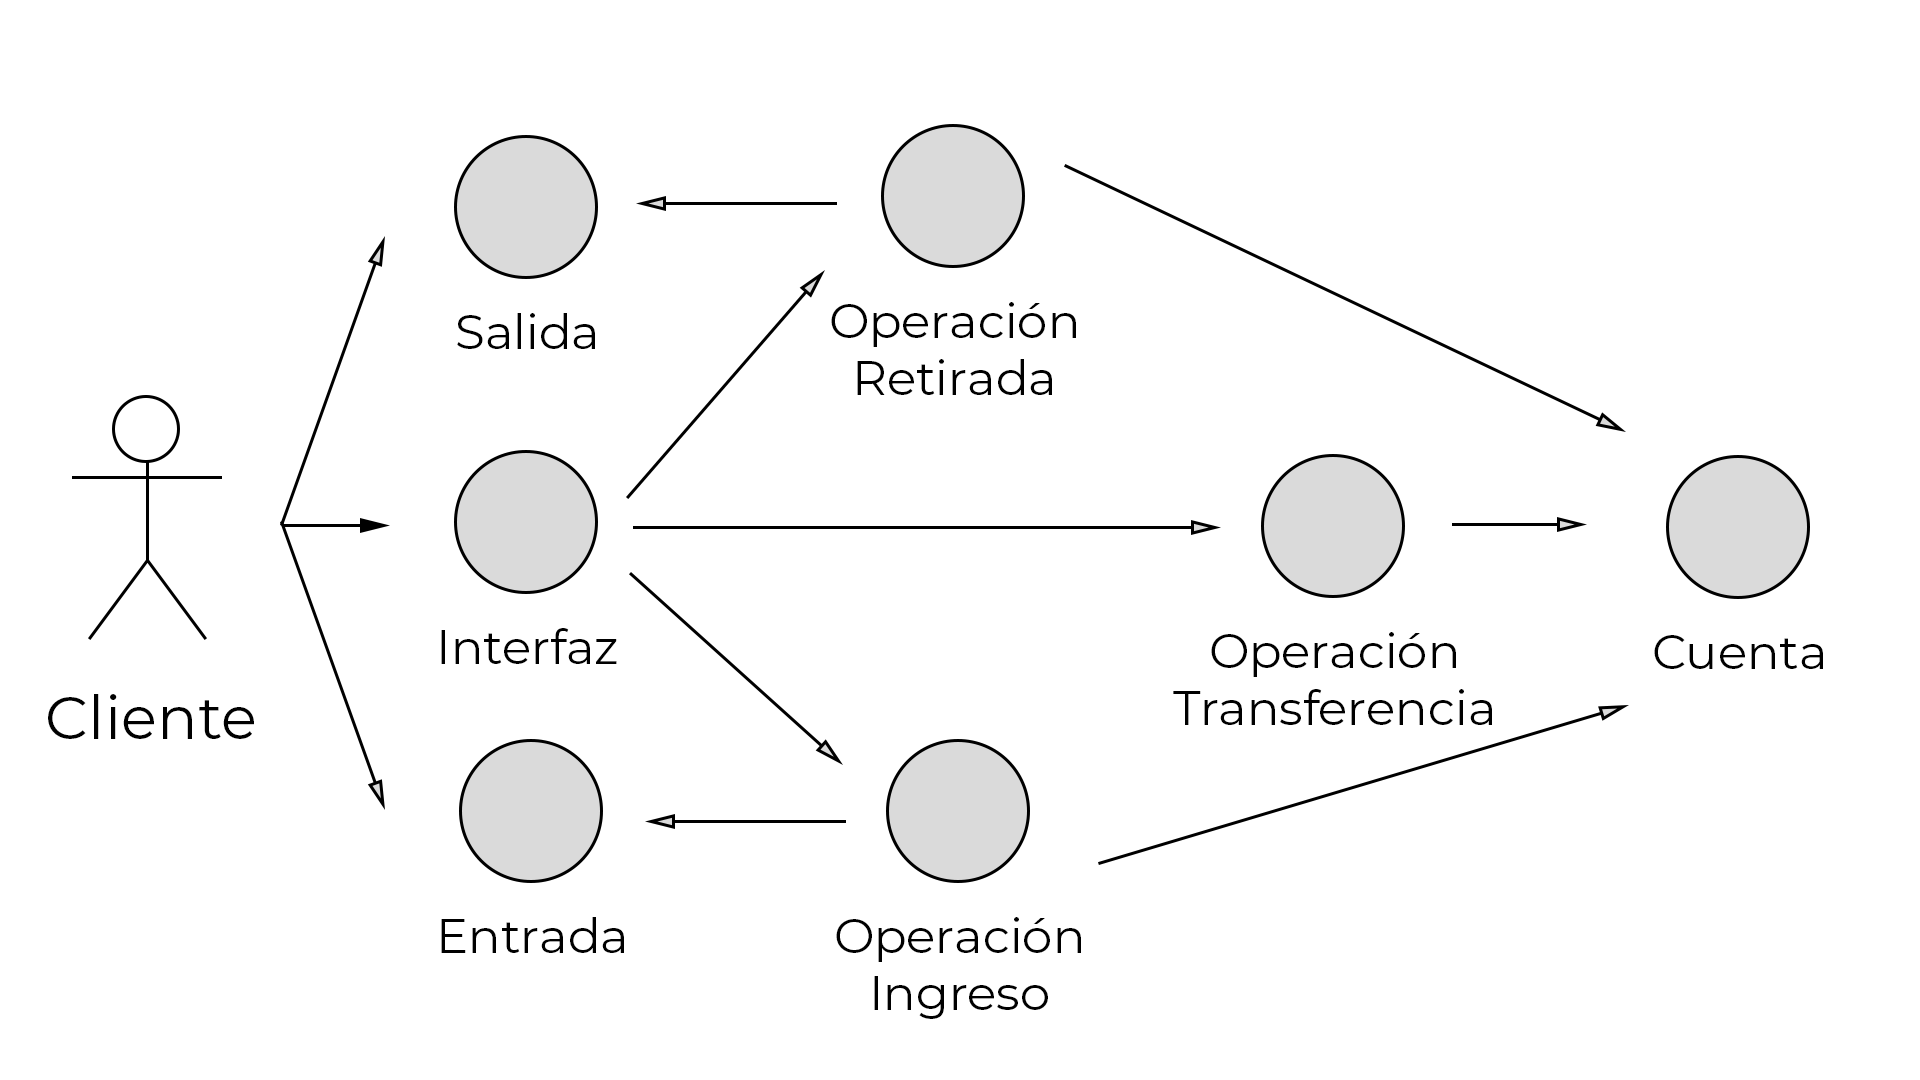 Salida
Operación
Retirada
Cliente
Interfaz
Operación
Transferencia
Cuenta
Entrada
Operación
Ingreso